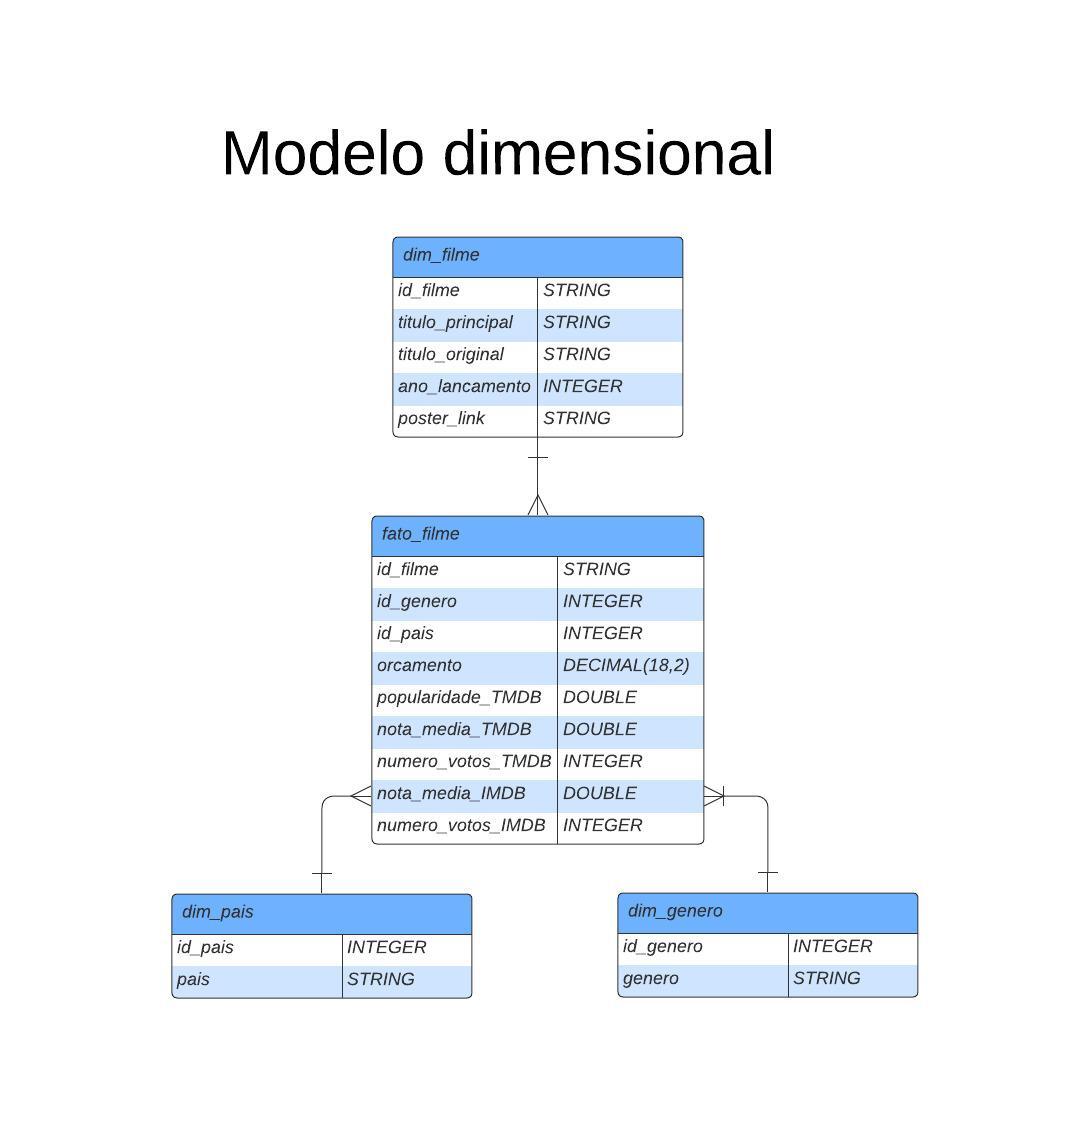 Modelo dimensional
dim_filme
id_filme STRING
titulo_principal STRING
titulo_original STRING
ano_lancamento INTEGER
poster_link STRING
fato_filme
id_filme STRING
id_genero INTEGER
id_pais INTEGER
orcamento DECIMAL(18,2)
popularidade_TMDB DOUBLE
nota_media_TMDB DOUBLE
numero_votos_TMDB INTEGER
nota_media_IMDB DOUBLE
numero_votos_IMDB INTEGER
dim_pais
id_pais INTEGER
pais STRING
dim_genero
id_genero INTEGER
genero STRING